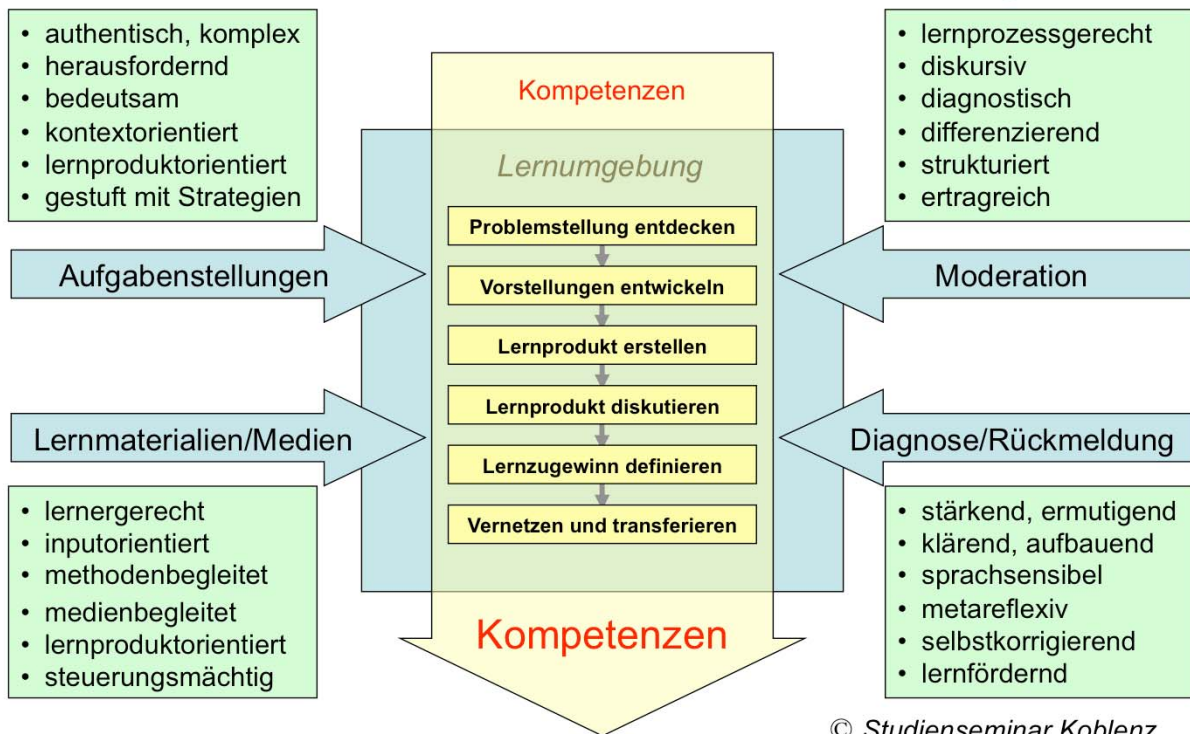 • authentisch, komplex
• herausfordernd
• bedeutsam
• kontextorientiert
• lernproduktorientiert
• gestuft mit Strategien
Aufgabenstellungen
Lernmaterialien/Medien
• lernergerecht
• inputorientiert
• methodenbegleitet
• medienbegleitet
• lernproduktorientiert
• steuerungsmächtig
Kompetenzen
Lernumgebung
Problemstellung entdecken
Vorstellungen entwickeln
Lernprodukt erstellen
Lernprodukt diskutieren
Lernzugewinn definieren
Vernetzen und transferieren
Kompetenzen
• lernprozessgerecht
• diskursiv
• diagnostisch
• differenzierend
• strukturiert
• ertragreich
Moderation
Diagnose/Rückmeldung
• stärkend, ermutigend
• klärend, aufbauend
• sprachsensibel
• metareflexiv
• selbstkorrigierend
• lernfördernd
© Studienseminar Koblenz